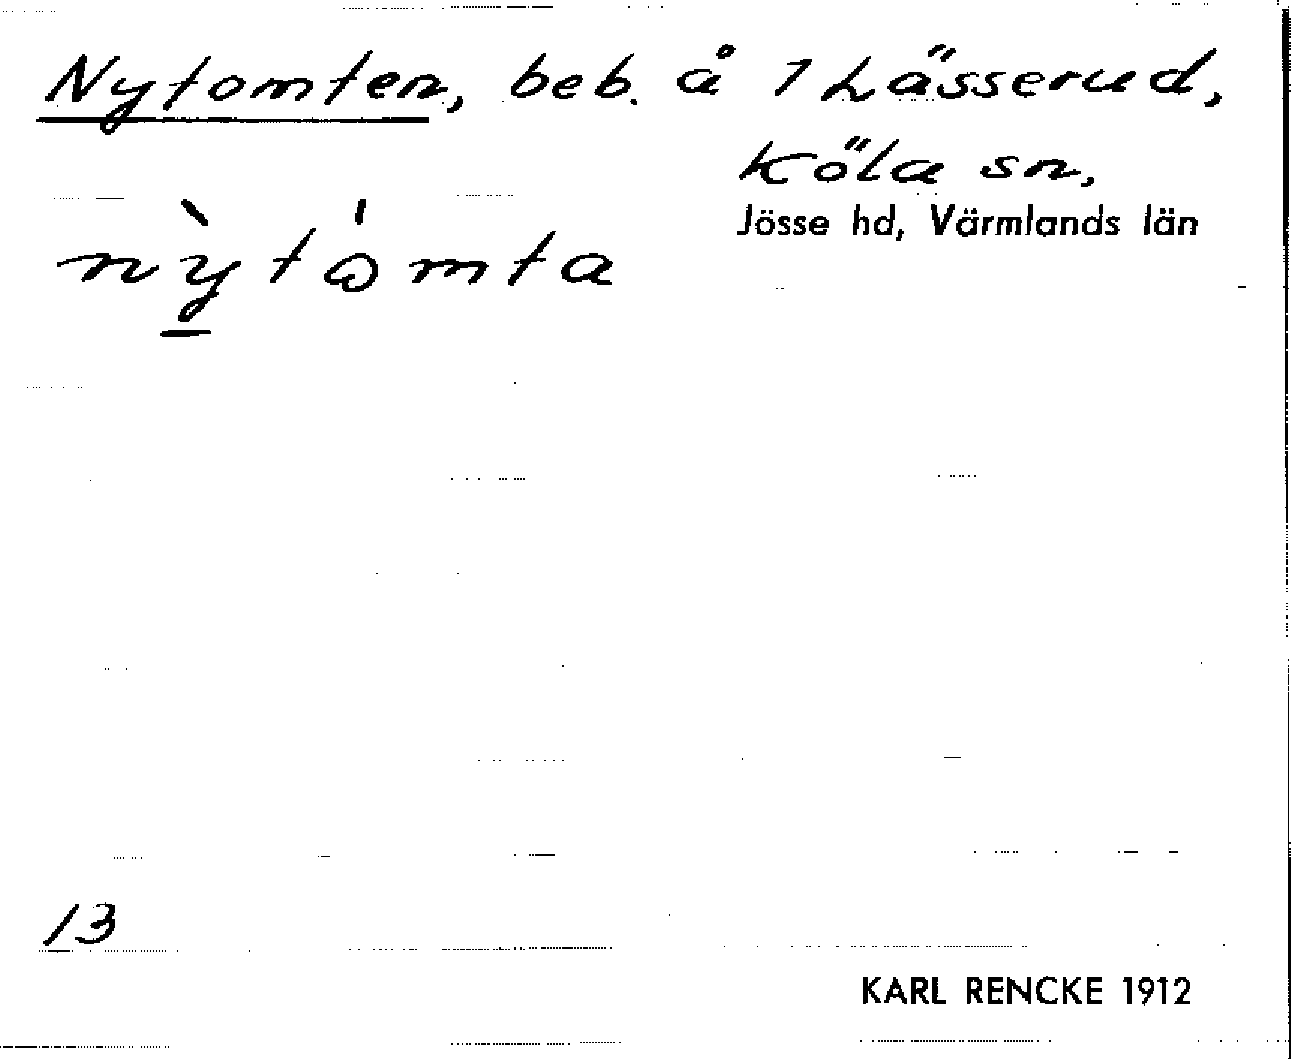 Nytomten, beb. å 1 Lässerud,
Köla sn,
Jösse hd, Värmlands län
nỳtómta
13
KARL RENCKE 1912